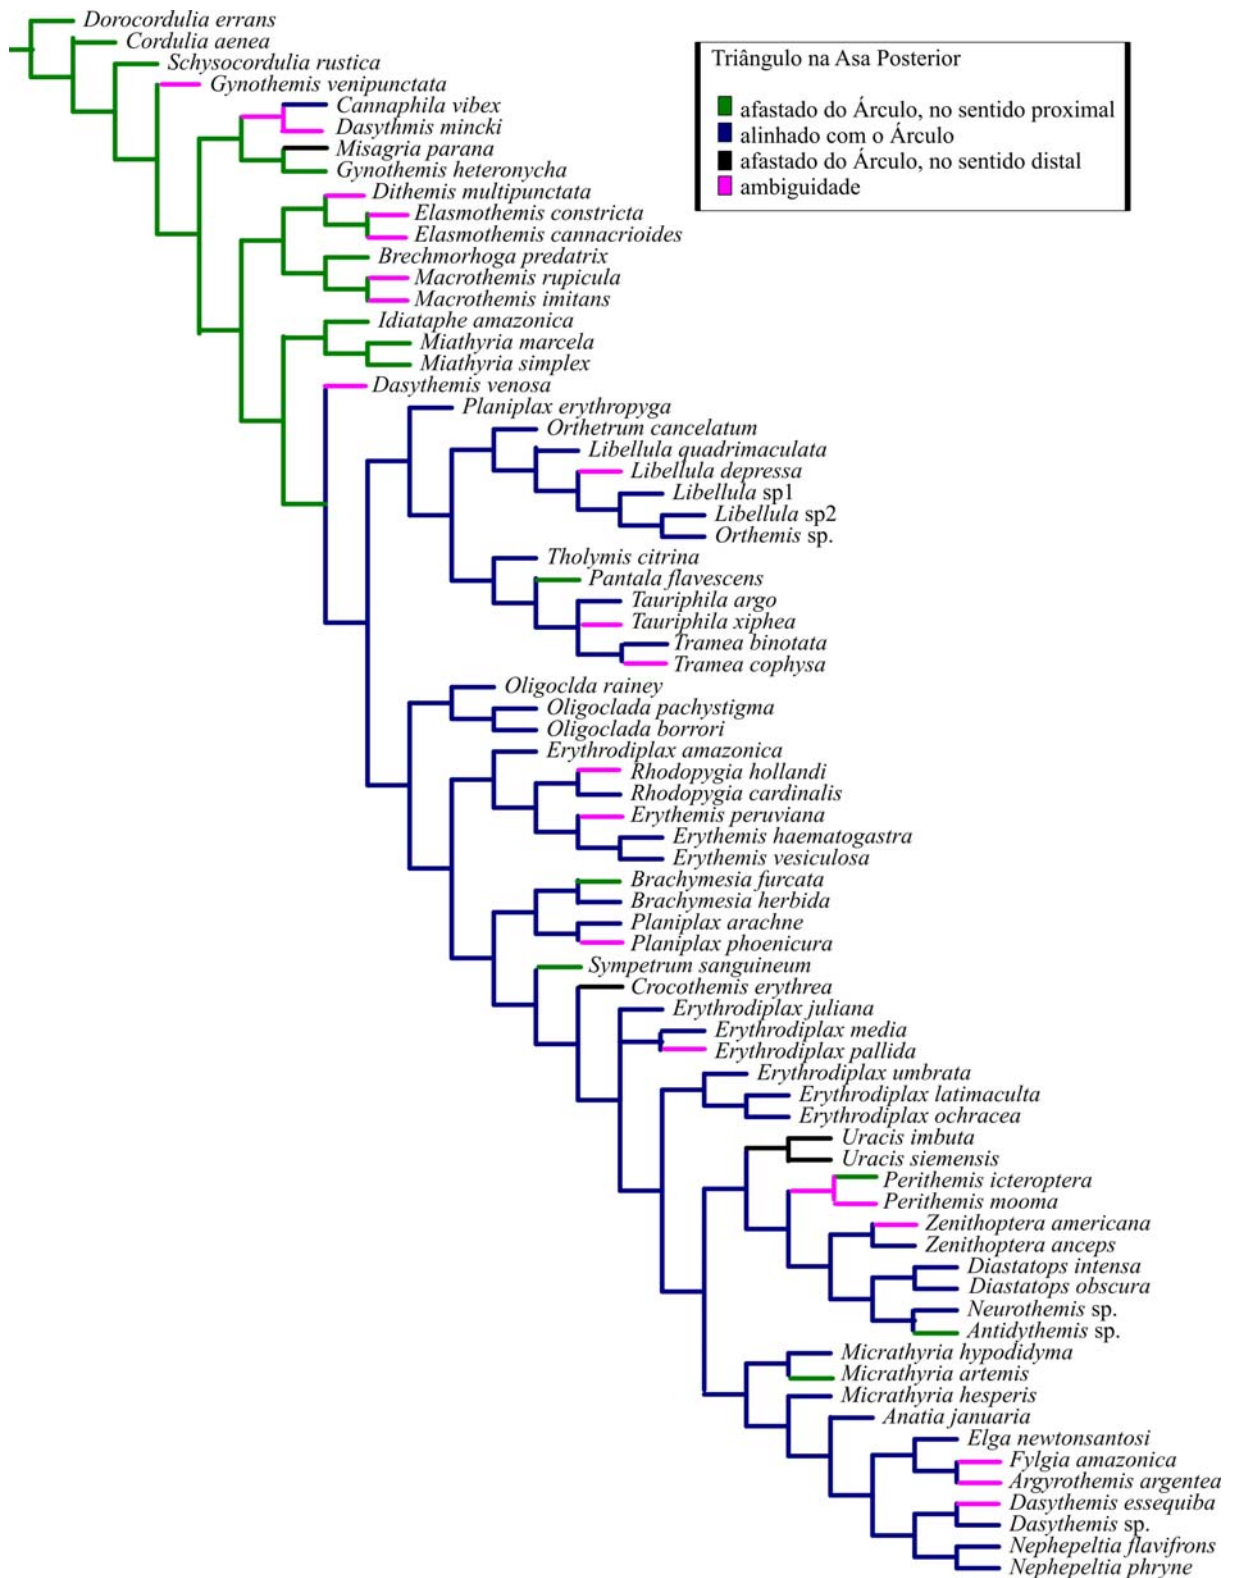 Dorocordulia errans
Cordulia aenea
Schysocordulia rustica
Triângulo na Asa Posterior
Gynothemis venipunctata
Cannaphila vibex
afastado do Árculo, no sentido proximal
Dasythmis mincki
alinhado com o Árculo
Misagria parana
afastado do Árculo, no sentido distal
Gynothemis heteronycha
ambiguidade
Dithemis multipunctata
Elasmothemis constricta
Elasmothemis cannacrioides
Brechmorhoga predatrix
Macrothemis rupicula
Macrothemis imitans
Idiataphe amazonica
Miathyria marcela
Miathyria simplex
Dasythemis venosa
Planiplax erythropyga
Orthetrum cancelatum
Libellula quadrimaculata
Libellula depressa
Libellula sp1
Libellula sp2
Orthemis sp.
Tholymis citrina
Pantala flavescens
Tauriphila argo
Tauriphila xiphea
Tramea binotata
Tramea cophysa
Oligoclda rainey
Oligoclada pachystigma
Oligoclada borrori
Erythrodiplax amazonica
Rhodopygia hollandi
Rhodopygia cardinalis
Erythemis peruviana
Erythemis haematogastra
Erythemis vesiculosa
Brachymesia furcata
Brachymesia herbida
Planiplax arachne
Planiplax phoenicura
Sympetrum sanguineum
Crocothemis erythrea
Erythrodiplax juliana
Erythrodiplax media
Erythrodiplax pallida
Erythrodiplax umbrata
Erythrodiplax latimaculta
Erythrodiplax ochracea
Uracis imbuta
Uracis siemensis
Perithemis icteroptera
Perithemis mooma
Zenithoptera americana
Zenithoptera anceps
Diastatops intensa
Diastatops obscura
Neurothemis sp.
Antidythemis sp.
Micrathyria hypodidyma
Micrathyria artemis
Micrathyria hesperis
Anatia januaria
Elga newtonsantosi
Fylgia amazonica
Argyrothemis argentea
Dasythemis essequiba
Dasythemis sp.
Nephepeltia flavifrons
Nephepeltia phryne